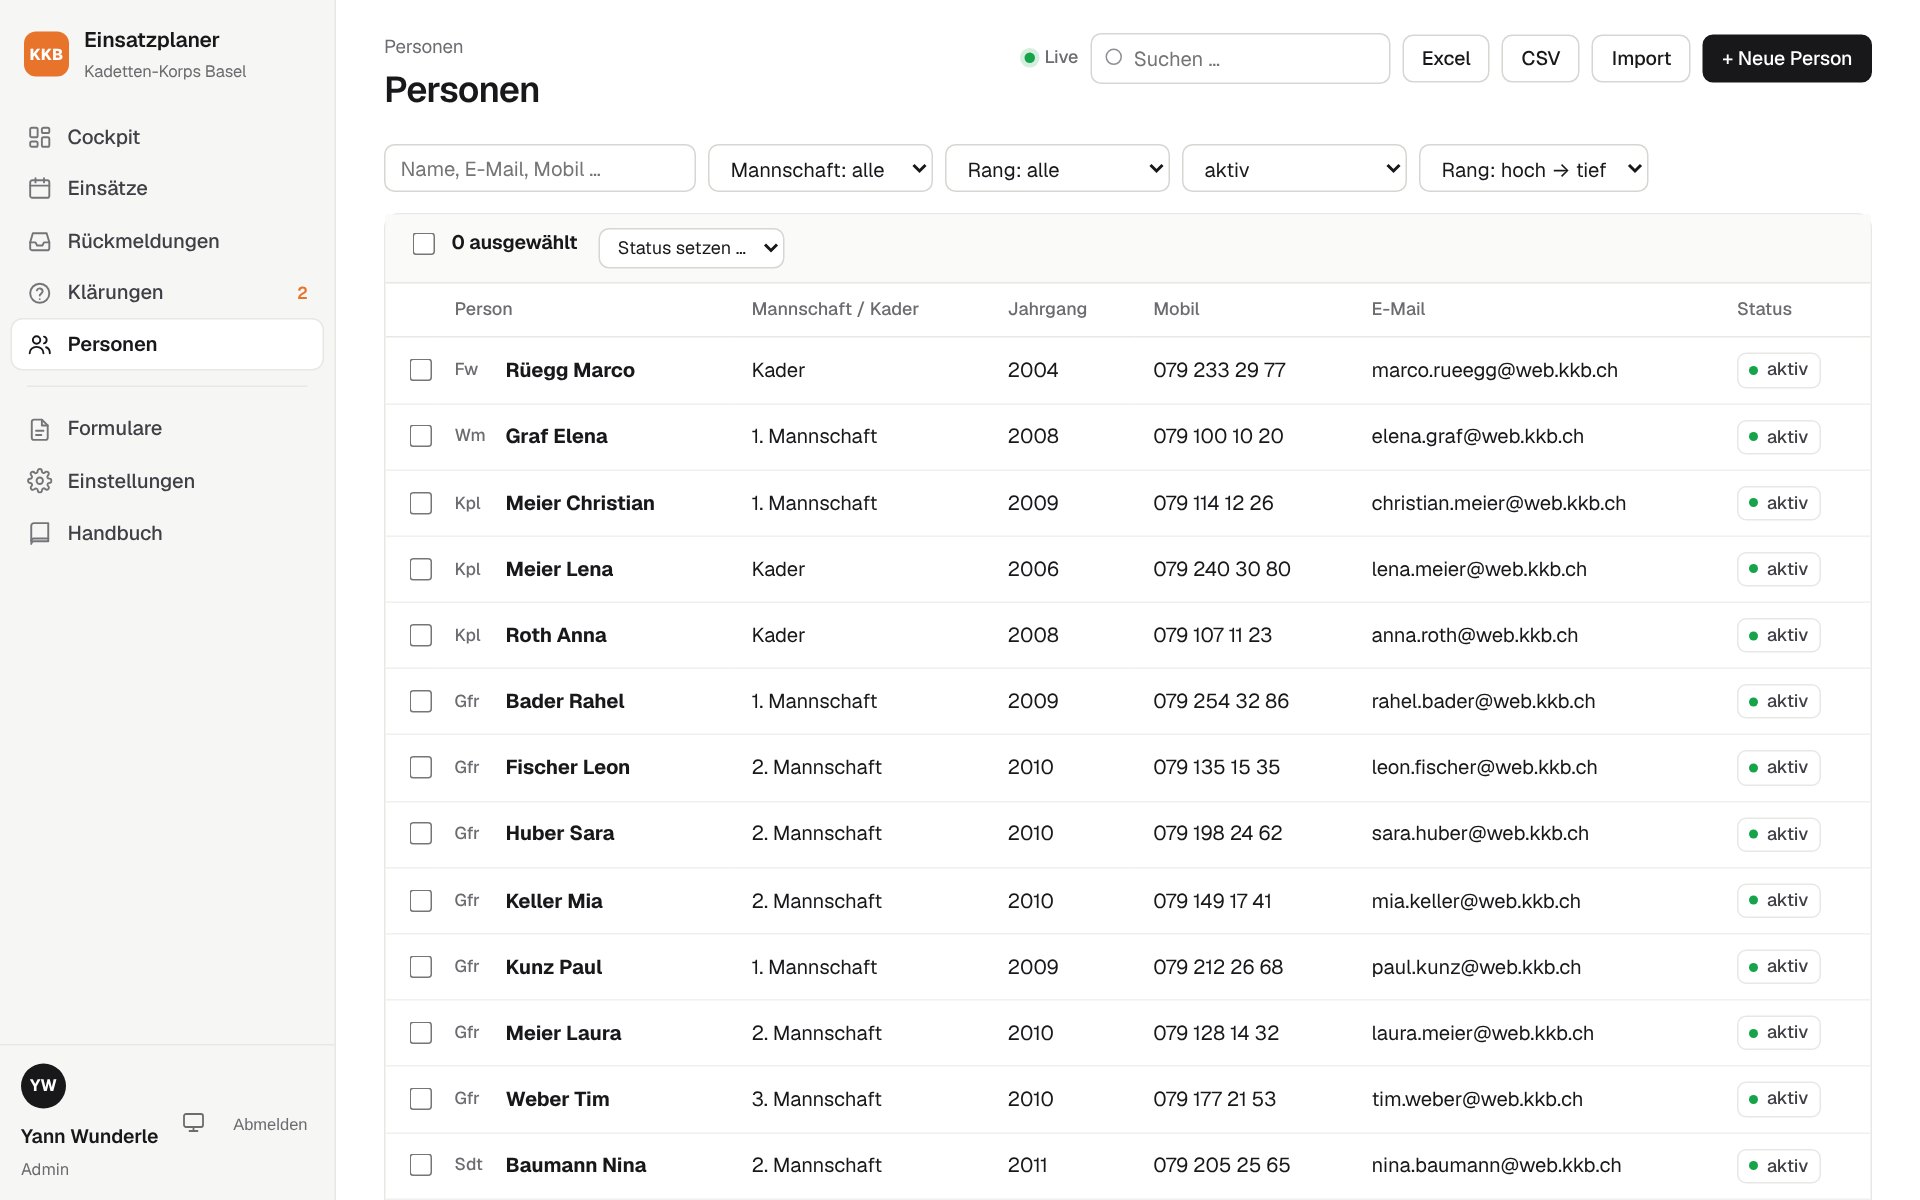 KKB
Einsatzplaner
Kadetten-Korps Basel
Cockpit
Einsätze
Rückmeldungen
Klärungen 2
Personen
Formulare
Einstellungen
Handbuch
YW
Yann Wunderle
Admin
Abmelden
Personen
Personen
Live
Suchen ...
Excel
CSV
Import
+ Neue Person
Name, E-Mail, Mobil ...
Mannschaft: alle
Rang: alle
aktiv
Rang: hoch → tief
0 ausgewählt
Status setzen ...
Person Mannschaft / Kader Jahrgang Mobil E-Mail Status
Fw Rüegg Marco Kader 2004 079 233 29 77 marco.rueegg@web.kkb.ch aktiv
Wm Graf Elena 1. Mannschaft 2008 079 100 10 20 elena.graf@web.kkb.ch aktiv
Kpl Meier Christian 1. Mannschaft 2009 079 114 12 26 christian.meier@web.kkb.ch aktiv
Kpl Meier Lena Kader 2006 079 240 30 80 lena.meier@web.kkb.ch aktiv
Kpl Roth Anna Kader 2008 079 107 11 23 anna.roth@web.kkb.ch aktiv
Gfr Bader Rahel 1. Mannschaft 2009 079 254 32 86 rahel.bader@web.kkb.ch aktiv
Gfr Fischer Leon 2. Mannschaft 2010 079 135 15 35 leon.fischer@web.kkb.ch aktiv
Gfr Huber Sara 2. Mannschaft 2010 079 198 24 62 sara.huber@web.kkb.ch aktiv
Gfr Keller Mia 2. Mannschaft 2010 079 149 17 41 mia.keller@web.kkb.ch aktiv
Gfr Kunz Paul 1. Mannschaft 2009 079 212 26 68 paul.kunz@web.kkb.ch aktiv
Gfr Meier Laura 2. Mannschaft 2010 079 128 14 32 laura.meier@web.kkb.ch aktiv
Gfr Weber Tim 3. Mannschaft 2010 079 177 21 53 tim.weber@web.kkb.ch aktiv
Sdt Baumann Nina 2. Mannschaft 2011 079 205 25 65 nina.baumann@web.kkb.ch aktiv